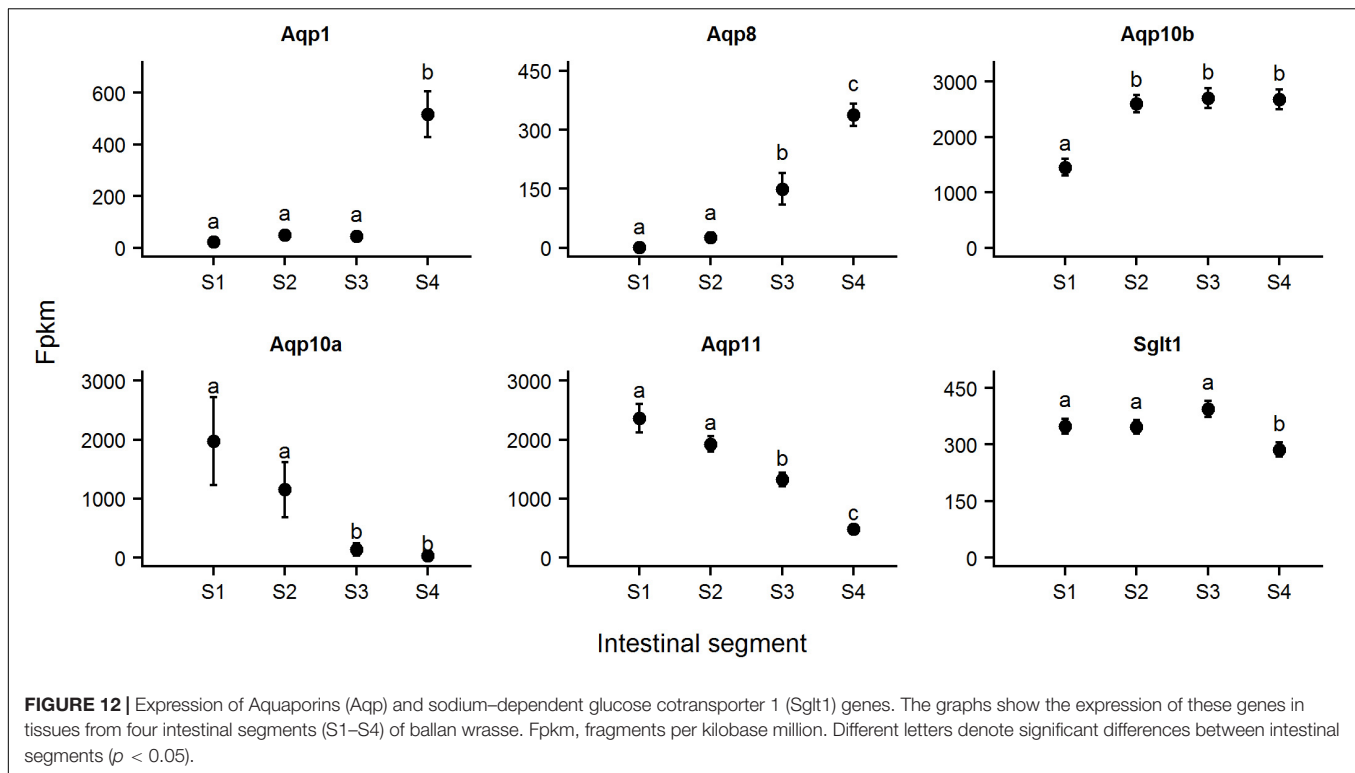 Aqp1
Aqp8
Aqp10b
600
400
200
0
a
a
a
b
S1 S2 S3 S4
450
300
150
0
a
a
b
c
S1 S2 S3 S4
3000
2000
1000
0
a
b
b
b
S1 S2 S3 S4
Fpkm
Aqp10a
Aqp11
Sglt1
3000
2000
1000
0
a
a
b
b
S1 S2 S3 S4
3000
2000
1000
0
a
a
b
c
S1 S2 S3 S4
450
300
150
0
a
a
a
b
S1 S2 S3 S4
Intestinal segment
FIGURE 12 | Expression of Aquaporins (Aqp) and sodium–dependent glucose cotransporter 1 (Sglt1) genes. The graphs show the expression of these genes in
tissues from four intestinal segments (S1–S4) of ballan wrasse. Fpkm, fragments per kilobase million. Different letters denote significant differences between intestinal
segments (p < 0.05).